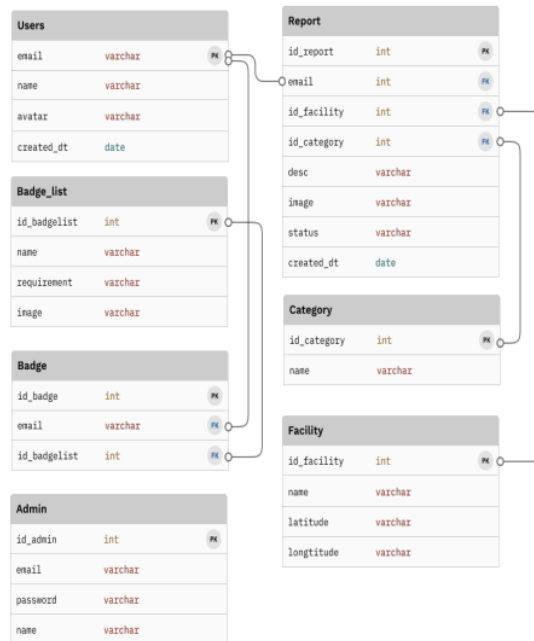 Users
email varchar PK
name varchar
avatar varchar
created_dt date
Badge_list
id_badgelist int PK
name varchar
requirement varchar
image varchar
Badge
id_badge int PK
email varchar FK
id_badgelist int FK
Admin
id_admin int PK
email varchar
password varchar
name varchar
Report
id_report int PK
email int FK
id_facility int FK
id_category int FK
desc varchar
image varchar
status varchar
created_dt date
Category
id_category int PK
name varchar
Facility
id_facility int PK
name varchar
latitude varchar
longtitude varchar